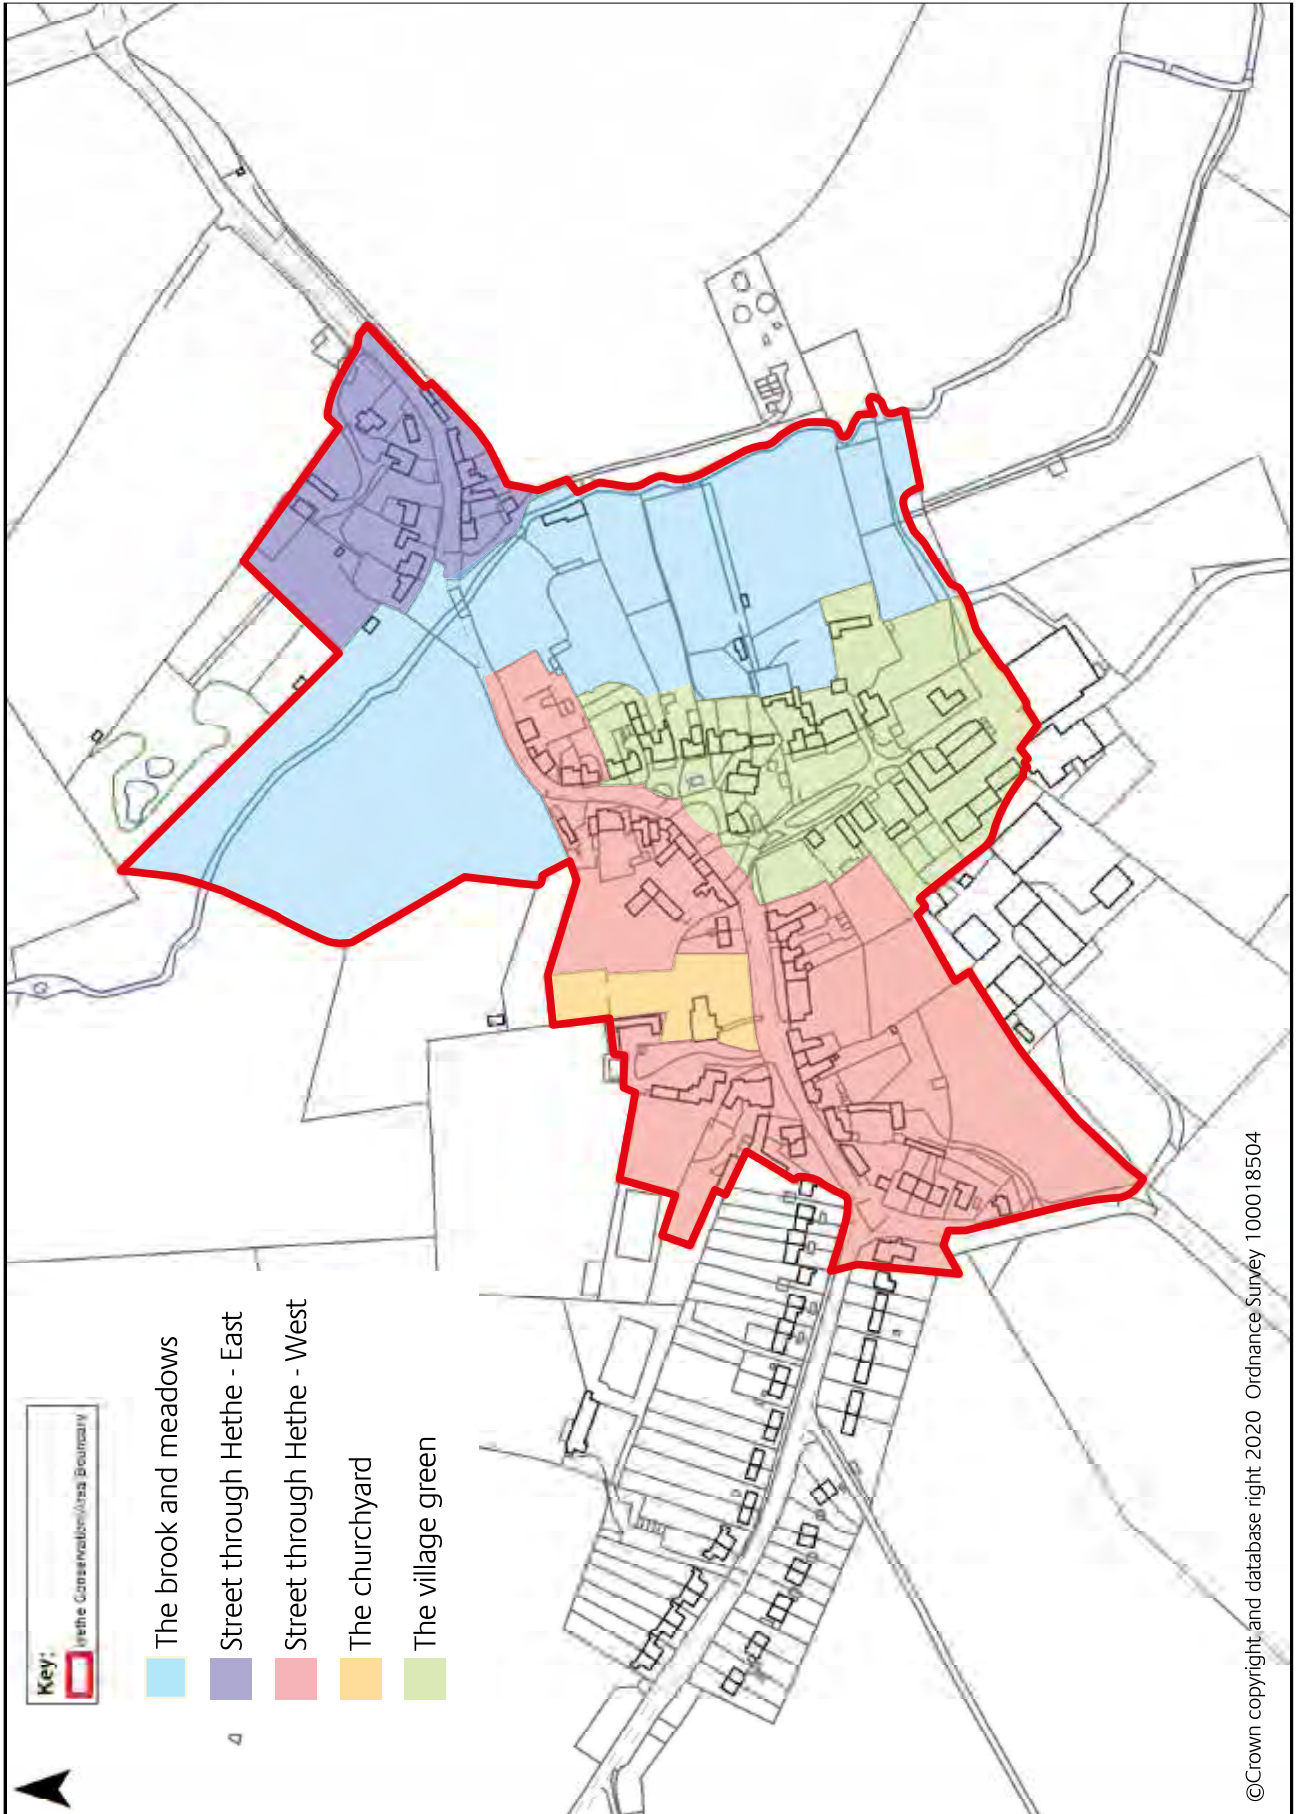 Key:
Hethe Conservation Area Boundary
The brook and meadows
Street through Hethe - East
Street through Hethe - West
The churchyard
The village green
©Crown copyright and database right 2020 Ordnance Survey 100018504